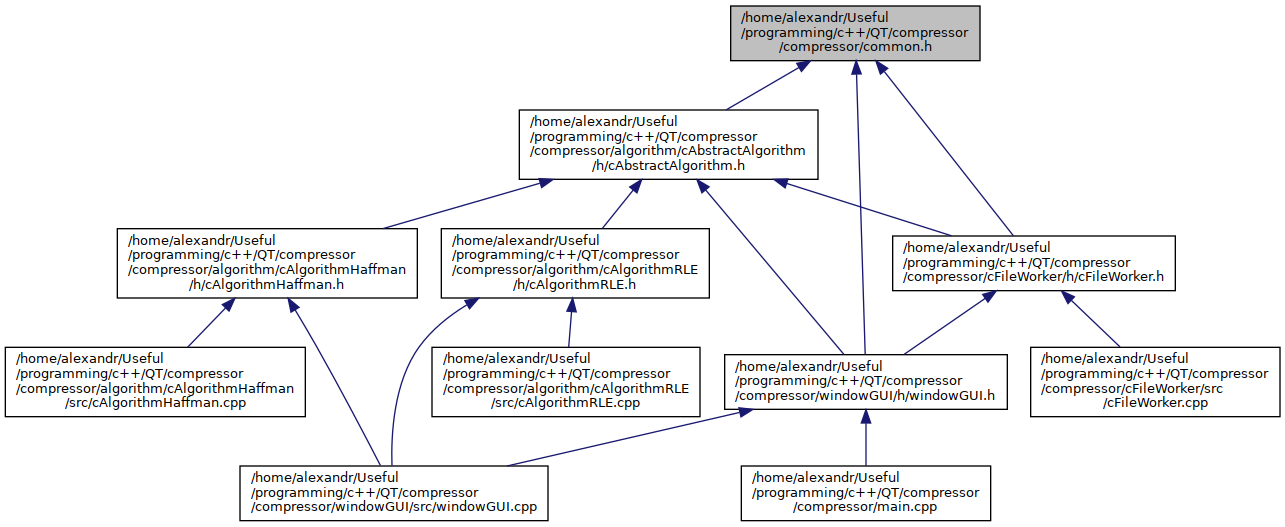 /home/alexandr/Useful
/programming/c++/QT/compressor
/compressor/common.h
/home/alexandr/Useful
/programming/c++/QT/compressor
/compressor/algorithm/cAbstractAlgorithm
/h/cAbstractAlgorithm.h
/home/alexandr/Useful
/programming/c++/QT/compressor
/compressor/algorithm/cAlgorithmHaffman
/h/cAlgorithmHaffman.h
/home/alexandr/Useful
/programming/c++/QT/compressor
/compressor/algorithm/cAlgorithmRLE
/h/cAlgorithmRLE.h
/home/alexandr/Useful
/programming/c++/QT/compressor
/compressor/cFileWorker/h/cFileWorker.h
/home/alexandr/Useful
/programming/c++/QT/compressor
/compressor/algorithm/cAlgorithmHaffman
/src/cAlgorithmHaffman.cpp
/home/alexandr/Useful
/programming/c++/QT/compressor
/compressor/algorithm/cAlgorithmRLE
/src/cAlgorithmRLE.cpp
/home/alexandr/Useful
/programming/c++/QT/compressor
/compressor/windowGUI/h/windowGUI.h
/home/alexandr/Useful
/programming/c++/QT/compressor
/compressor/cFileWorker/src
/cFileWorker.cpp
/home/alexandr/Useful
/programming/c++/QT/compressor
/compressor/windowGUI/src/windowGUI.cpp
/home/alexandr/Useful
/programming/c++/QT/compressor
/compressor/main.cpp